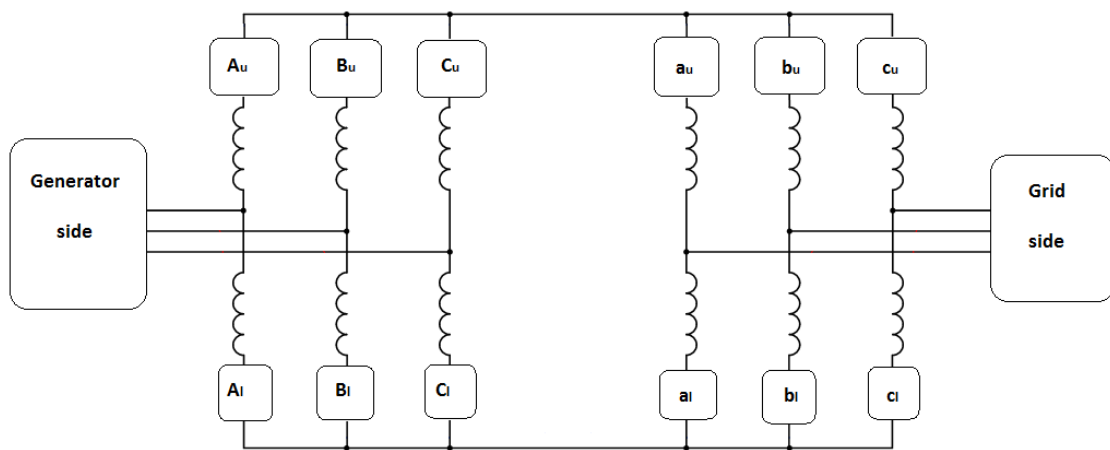 Au Bu Cu au bu cu
Generator
side
Grid
side
Al Bl Cl al bl cl